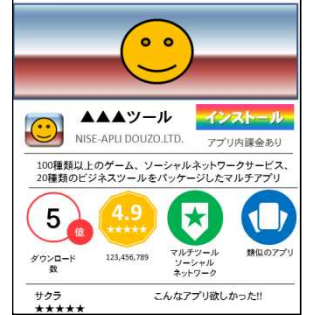 ▲▲▲ツール
インストール
NISE-APLI DOUZO.LTD.
アプリ内課金あり
100種類以上のゲーム、ソーシャルネットワークサービス、
20種類のビジネスツールをパッケージしたマルチアプリ
5
億
4.9
★★★★★
ダウンロード
数
123,456,789
マルチツール
ソーシャル
ネットワーク
類似のアプリ
サクラ
こんなアプリ欲しかった!!
★★★★★